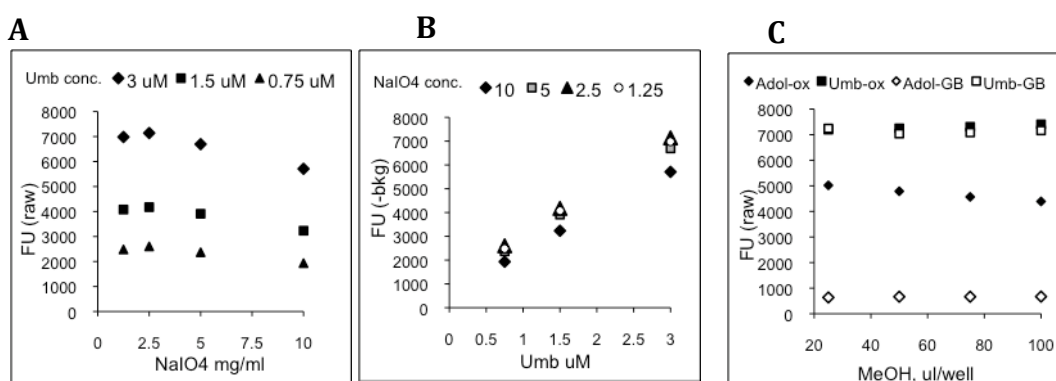 A
Umb conc. 3 uM 1.5 uM 0.75 uM
8000
7000
6000
5000
4000
3000
2000
1000
0
FU (raw)
0 2.5 5 7.5 10
NaIO4 mg/ml
B
NaIO4 conc. 10 5 2.5 1.25
8000
7000
6000
5000
4000
3000
2000
1000
0
FU (-bkg)
0 0.5 1 1.5 2 2.5 3
Umb uM
C
Adol-ox Umb-ox Adol-GB Umb-GB
8000
7000
6000
5000
4000
3000
2000
1000
0
FU (raw)
20 40 60 80 100
MeOH, ul/well